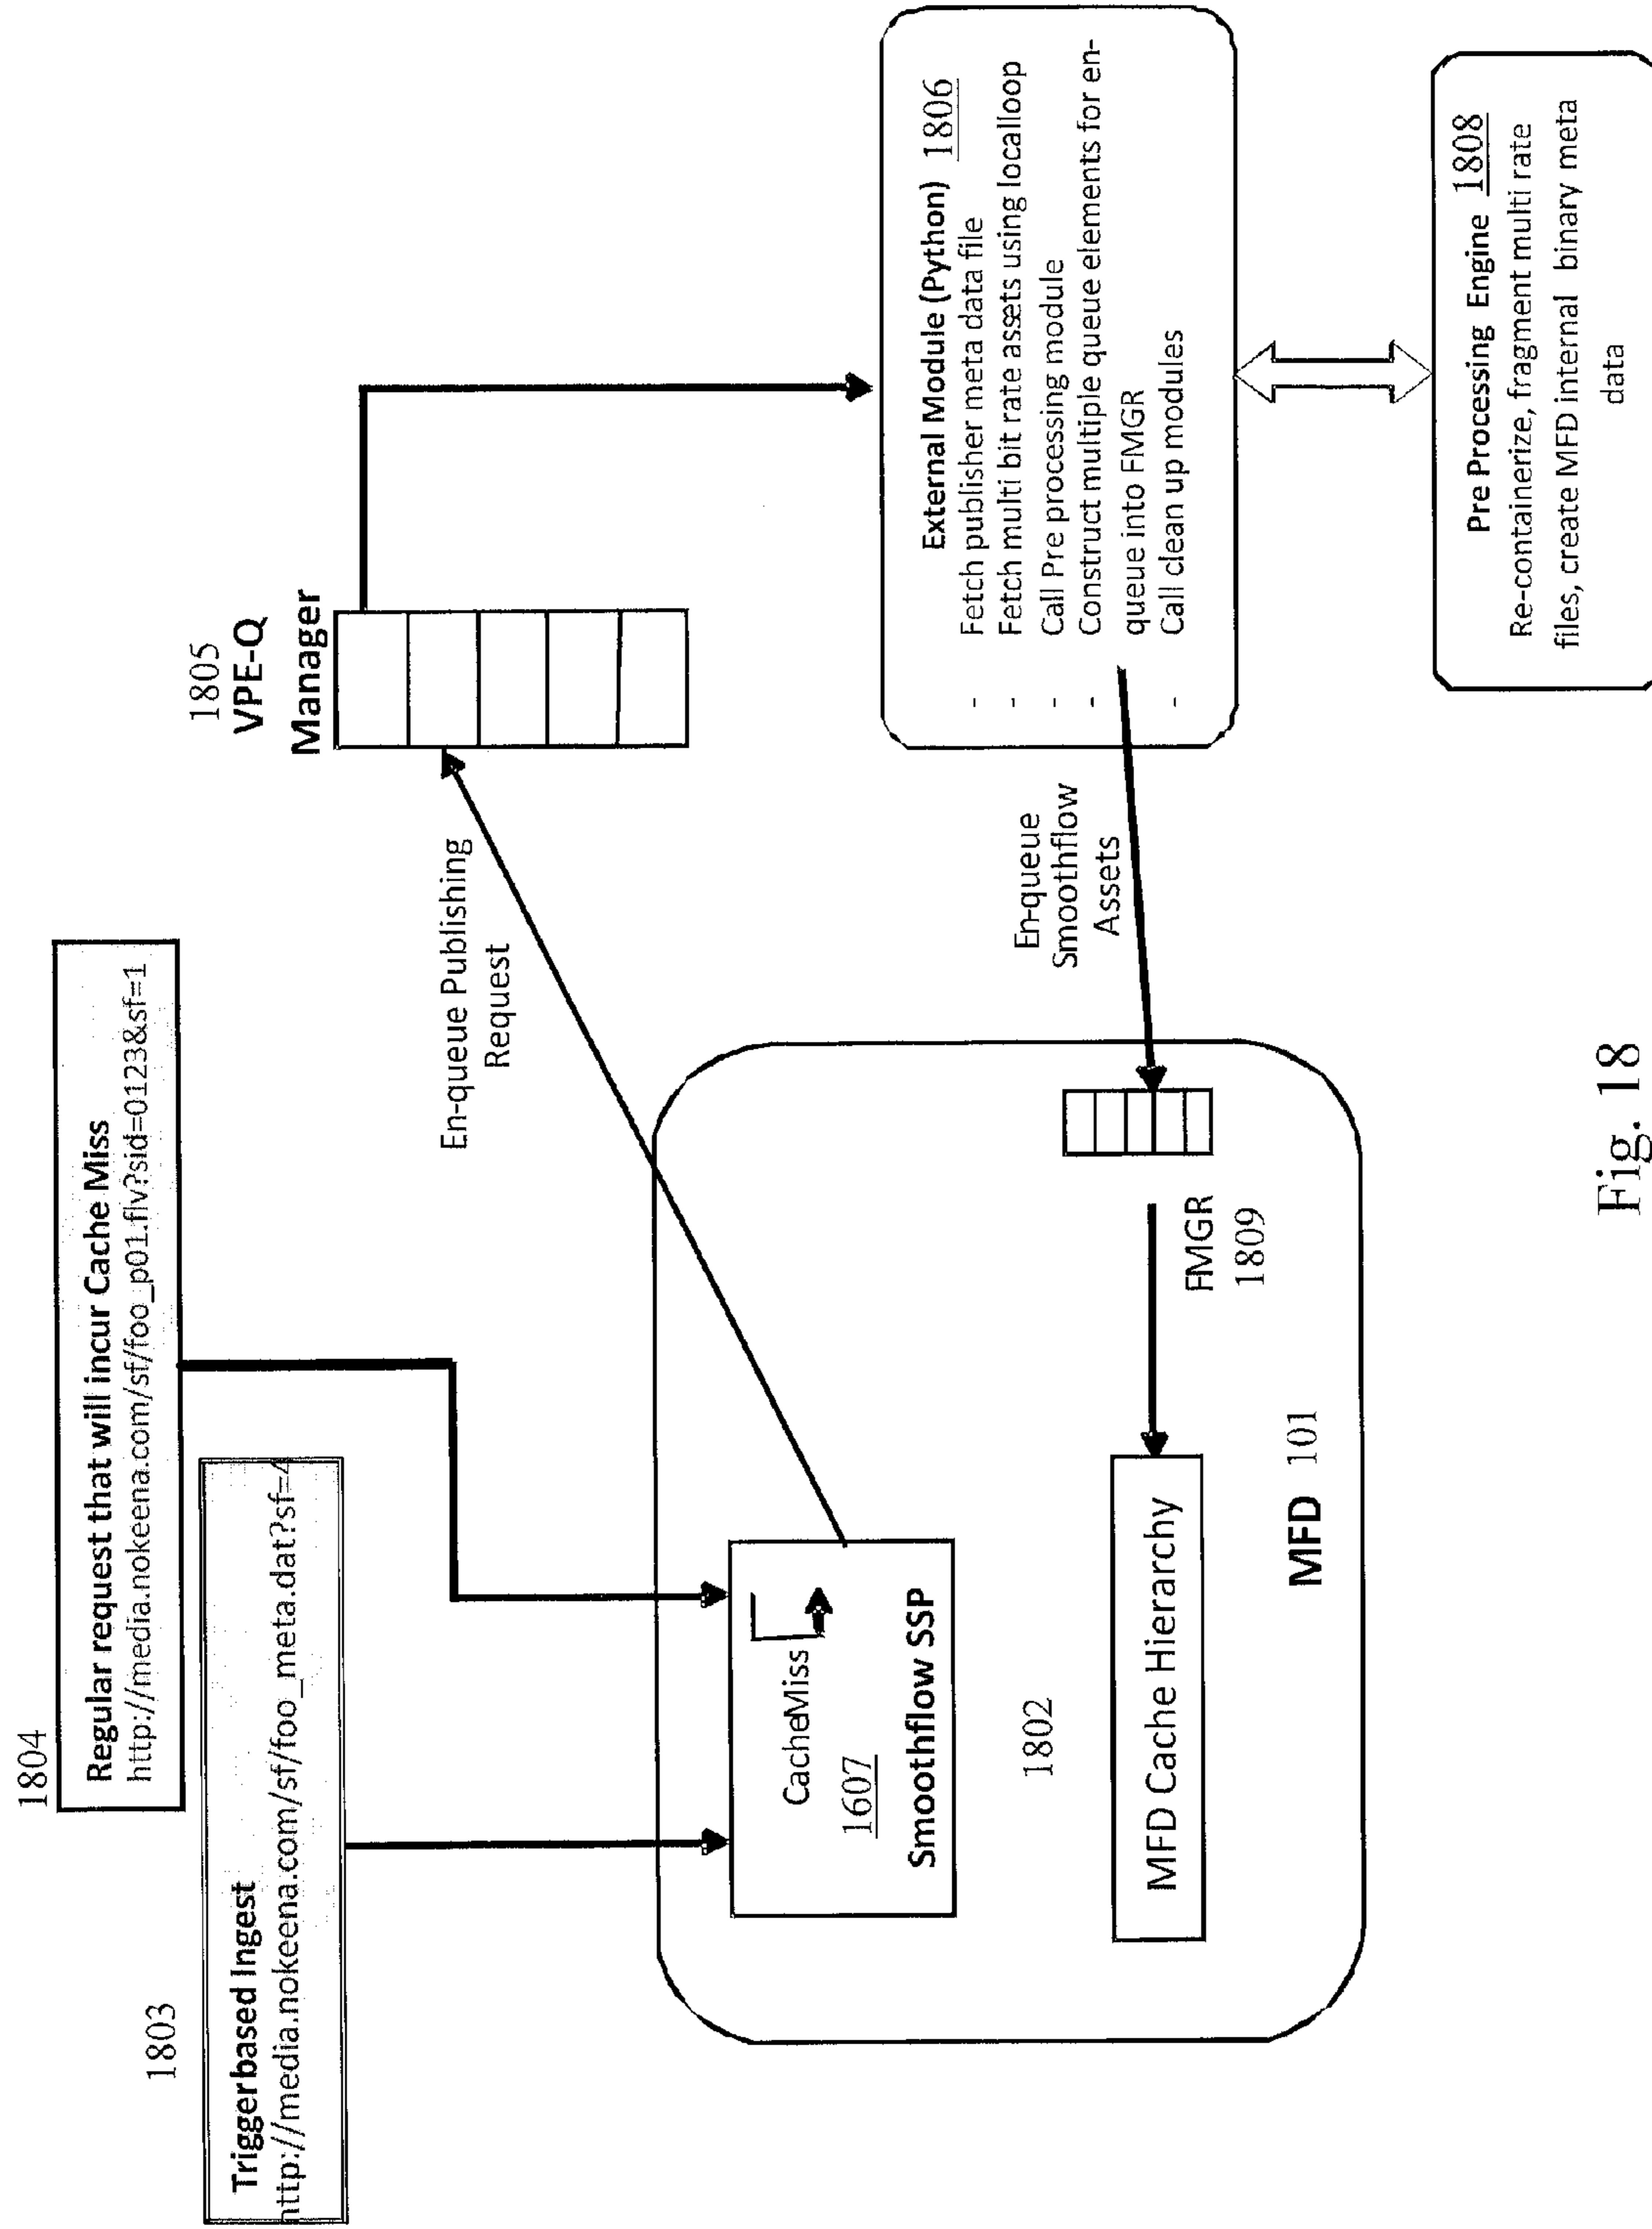 1804
Regular request that will incur Cache Miss
http://media.nokeena.com/sf/foo_p01.flv?sid=0123&sf=1
1803
Triggerbased Ingest
http://media.nokeena.com/sf/foo_meta.dat?sf=4
1805
VPE-Q
Manager
En-queue Publishing
Request
CacheMiss
1607
Smoothflow SSP
1802
MFD Cache Hierarchy
FMGR
1809
MFD 101
En-queue
Smoothflow
Assets
External Module (Python) 1806
- Fetch publisher meta data file
- Fetch multi bit rate assets using localloop
- Call Pre processing module
- Construct multiple queue elements for en-
queue into FMGR
- Call clean up modules
Pre Processing Engine 1808
Re-containerize, fragment multi rate
files, create MFD internal binary meta
data
Fig. 18